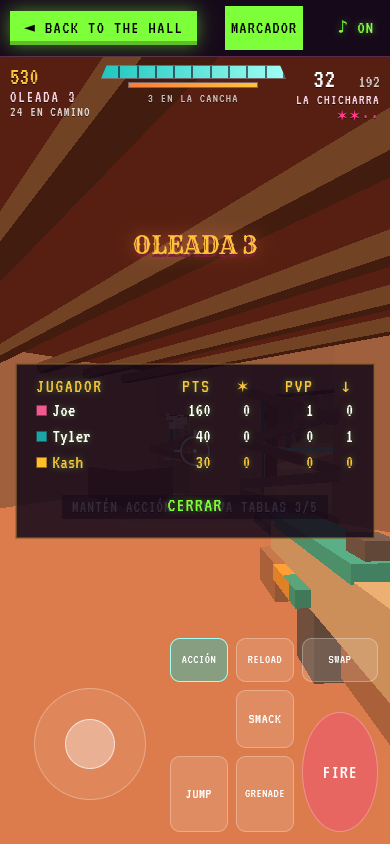 ◄ BACK TO THE HALL
MARCADOR
♪ ON
530
OLEADA 3
24 EN CAMINO
3 EN LA CANCHA
32 192
LA CHICHARRA
OLEADA 3
JUGADOR PTS ✶ PVP ↓
Joe 160 0 1 0
Tyler 40 0 0 1
Kash 30 0 0 0
MANTÉN ACCIÓN TABLAS 3/5
CERRAR
ACCIÓN
RELOAD
SWAP
SMACK
JUMP
GRENADE
FIRE